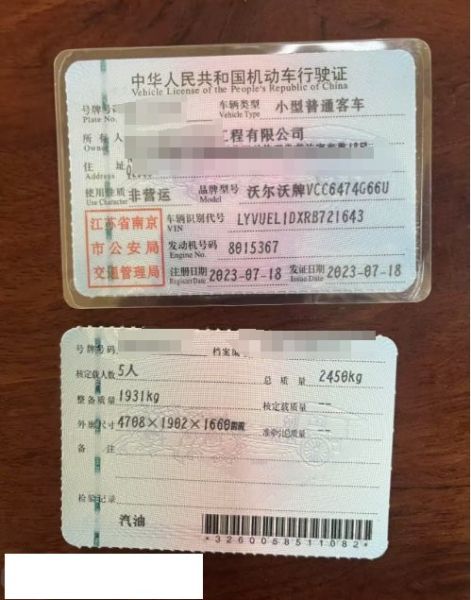 中华人民共和国机动车行驶证
Vehicle License of the People's Republic of China
号牌号
Plate No.
车辆类型
Vehicle Type
小型普通客车
所有人
Owner
工程有限公司
住址
Address
使用性质
Use Character
非营运
品牌型号
Model
沃尔沃牌VCC6474G66U
江苏省南京
市公安局
交通管理局
车辆识别代号
VIN
LYVUEL1DXRB721643
发动机号码
Engine No.
8015367
注册日期
Register Date
2023-07-18
发证日期
Issue Date
2023-07-18
号牌号码
档案编
核定载人数
5人
总质量
2450kg
整备质量
1931kg
核定载质量
--
外廓尺寸
4708×1902×1660mm
准牵引总质量
--
备注
检验记录
汽油
*3260058511082*